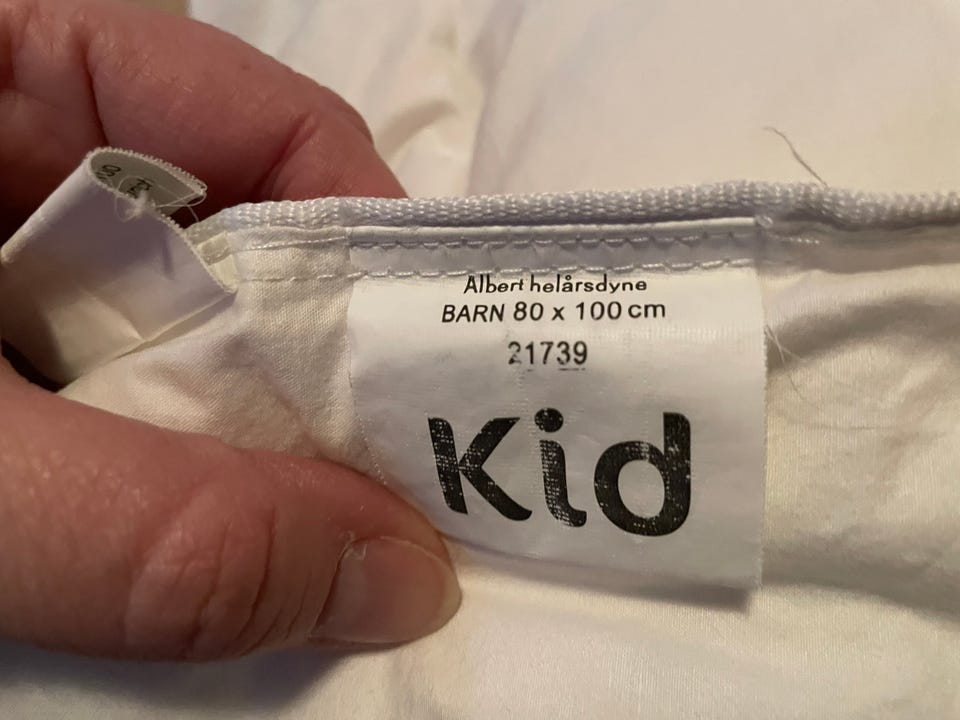 Albert helårsdyne
BARN 80 x 100 cm
21739
Kid